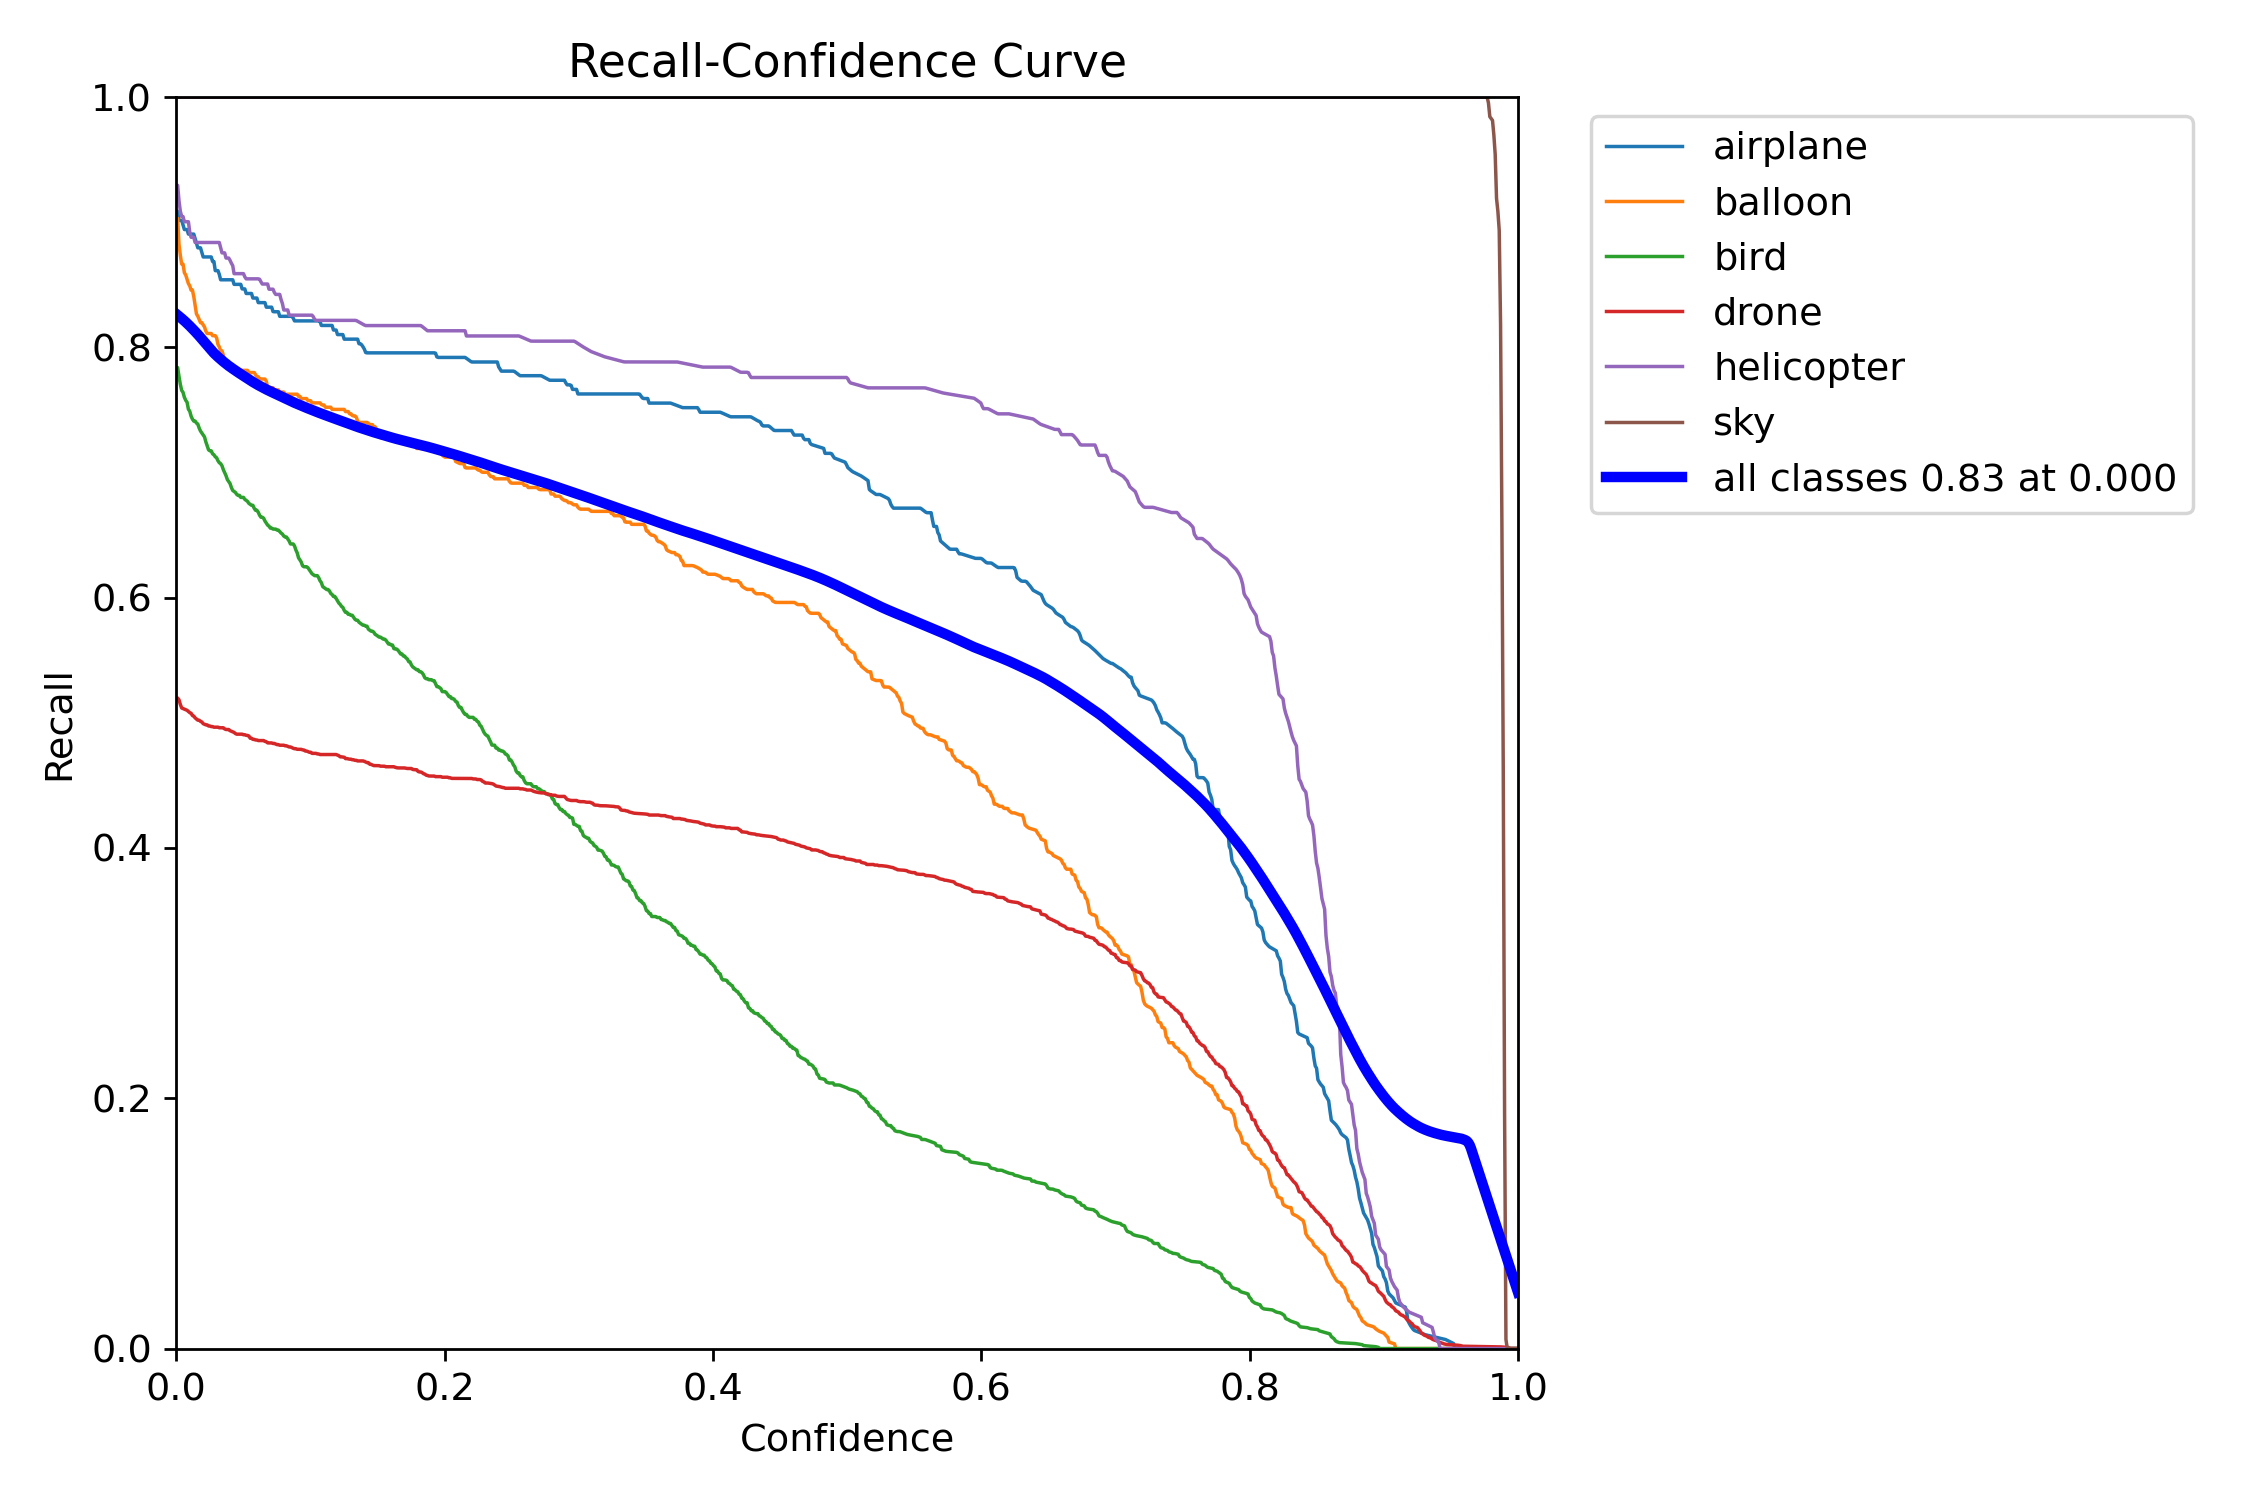 Recall-Confidence Curve
1.0
0.8
0.6
0.4
0.2
0.0
Recall
0.0 0.2 0.4 0.6 0.8 1.0
Confidence
airplane
balloon
bird
drone
helicopter
sky
all classes 0.83 at 0.000